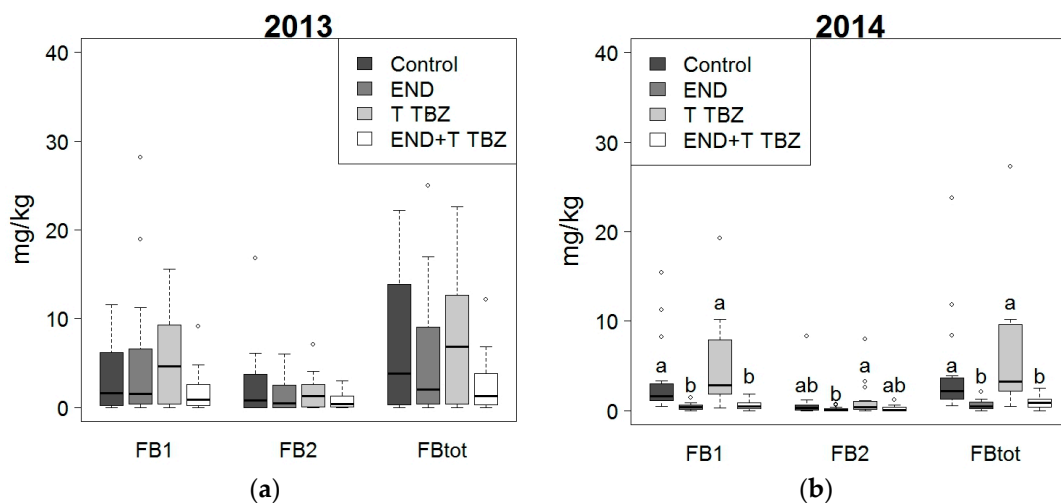 2013
40
30
20
10
0
mg/kg
Control
END
T TBZ
END+T TBZ
FB1 FB2 FBtot
(a)
2014
40
30
20
10
0
mg/kg
Control
END
T TBZ
END+T TBZ
a b a b
ab b a ab
a b a b
FB1 FB2 FBtot
(b)